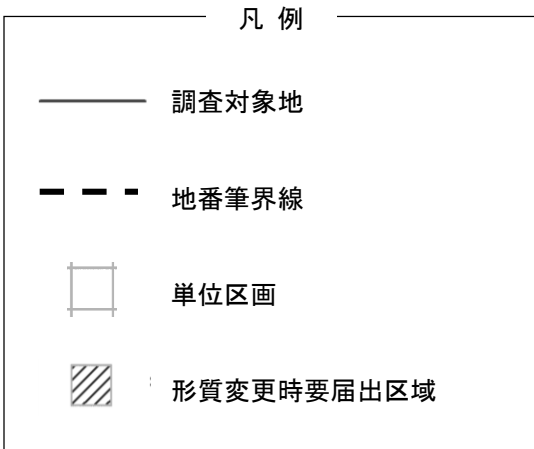 凡 例
調査対象地
地番筆界線
単位区画
形質変更時要届出区域